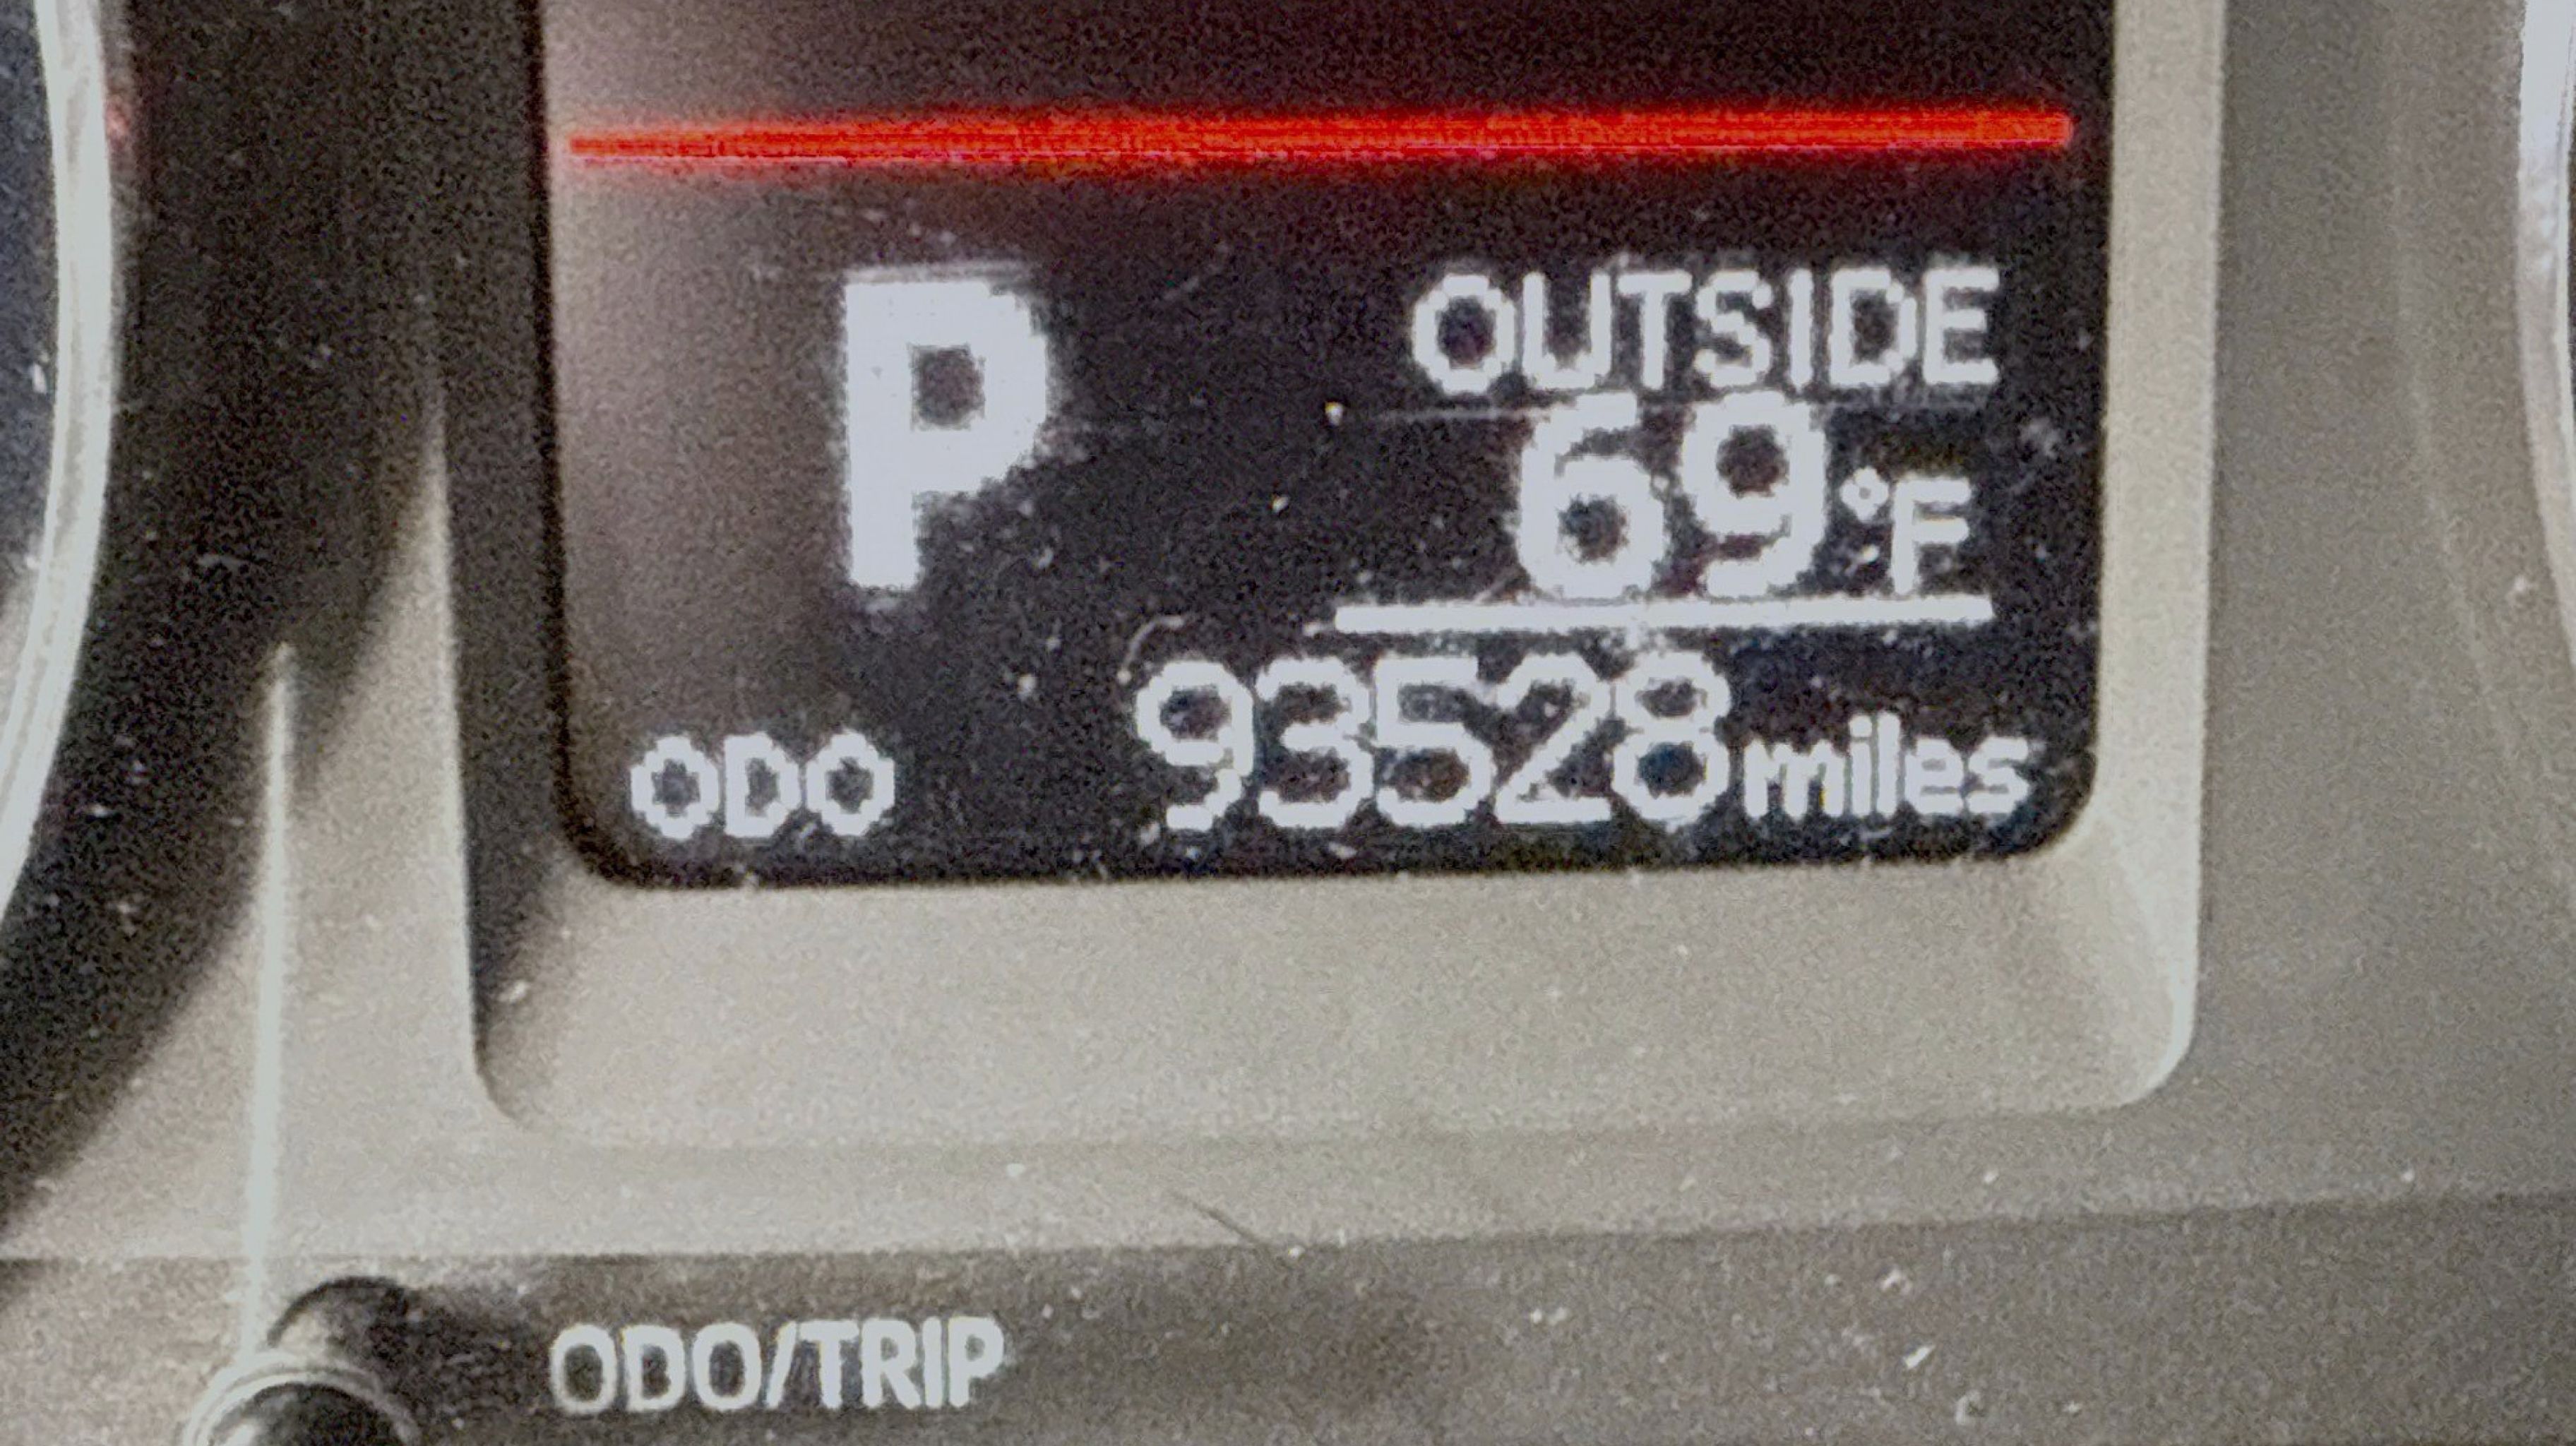 P
OUTSIDE
69°F
ODO 93528 miles
ODO/TRIP